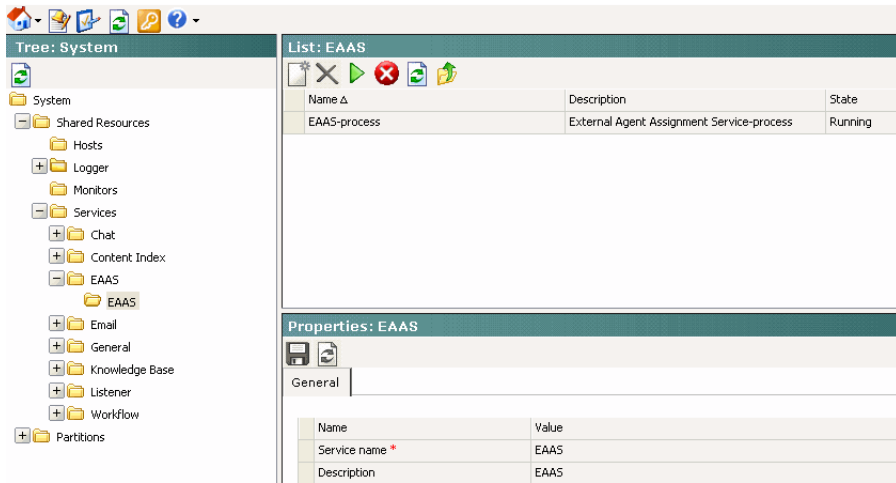 Tree: System
System
Shared Resources
Hosts
Logger
Monitors
Services
Chat
Content Index
EAAS
EAAS
Email
General
Knowledge Base
Listener
Workflow
Partitions
List: EAAS
Name Description State
EAAS-process External Agent Assignment Service-process Running
Properties: EAAS
General
Name Value
Service name * EAAS
Description EAAS